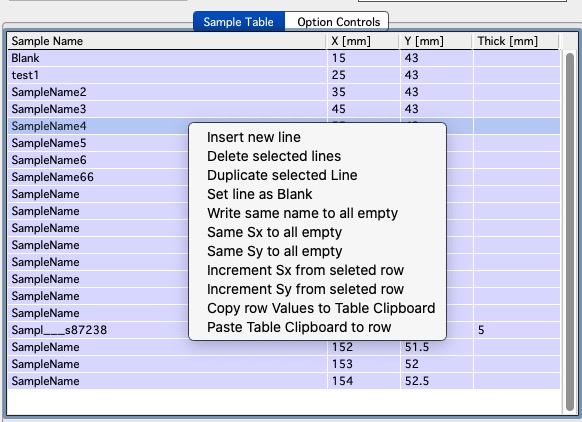 Sample Table Option Controls
Sample Name X [mm] Y [mm] Thick [mm]
Blank 15 43
test1 25 43
SampleName2 35 43
SampleName3 45 43
SampleName4
Insert new line
SampleName5
Delete selected lines
SampleName6
Duplicate selected Line
SampleName66
Set line as Blank
SampleName
Write same name to all empty
SampleName
Same Sx to all empty
SampleName
Same Sy to all empty
SampleName
Increment Sx from seleted row
SampleName
Increment Sy from seleted row
SampleName
Copy row Values to Table Clipboard
SampleName
SampleName
Paste Table Clipboard to row
Sampl___s87238 5
SampleName 152 51.5
SampleName 153 52
SampleName 154 52.5